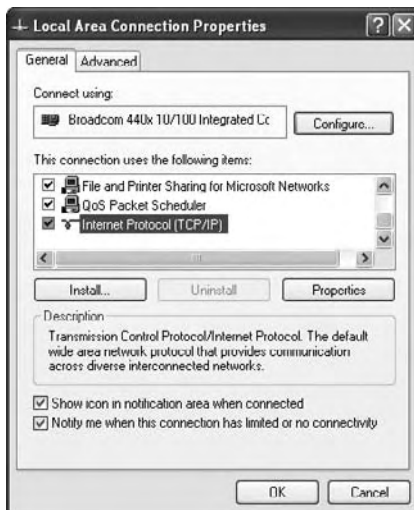 Local Area Connection Properties
General Advanced
Connect using:
Broadcom 440x 10/100 Integrated Cc
Configure...
This connection uses the following items:
File and Printer Sharing for Microsoft Networks
QoS Packet Scheduler
Internet Protocol (TCP/IP)
Install... Uninstall Properties
Description
Transmission Control Protocol/Internet Protocol. The default
wide area network protocol that provides communication
across diverse interconnected networks.
Show icon in notification area when connected
Notify me when this connection has limited or no connectivity
OK Cancel